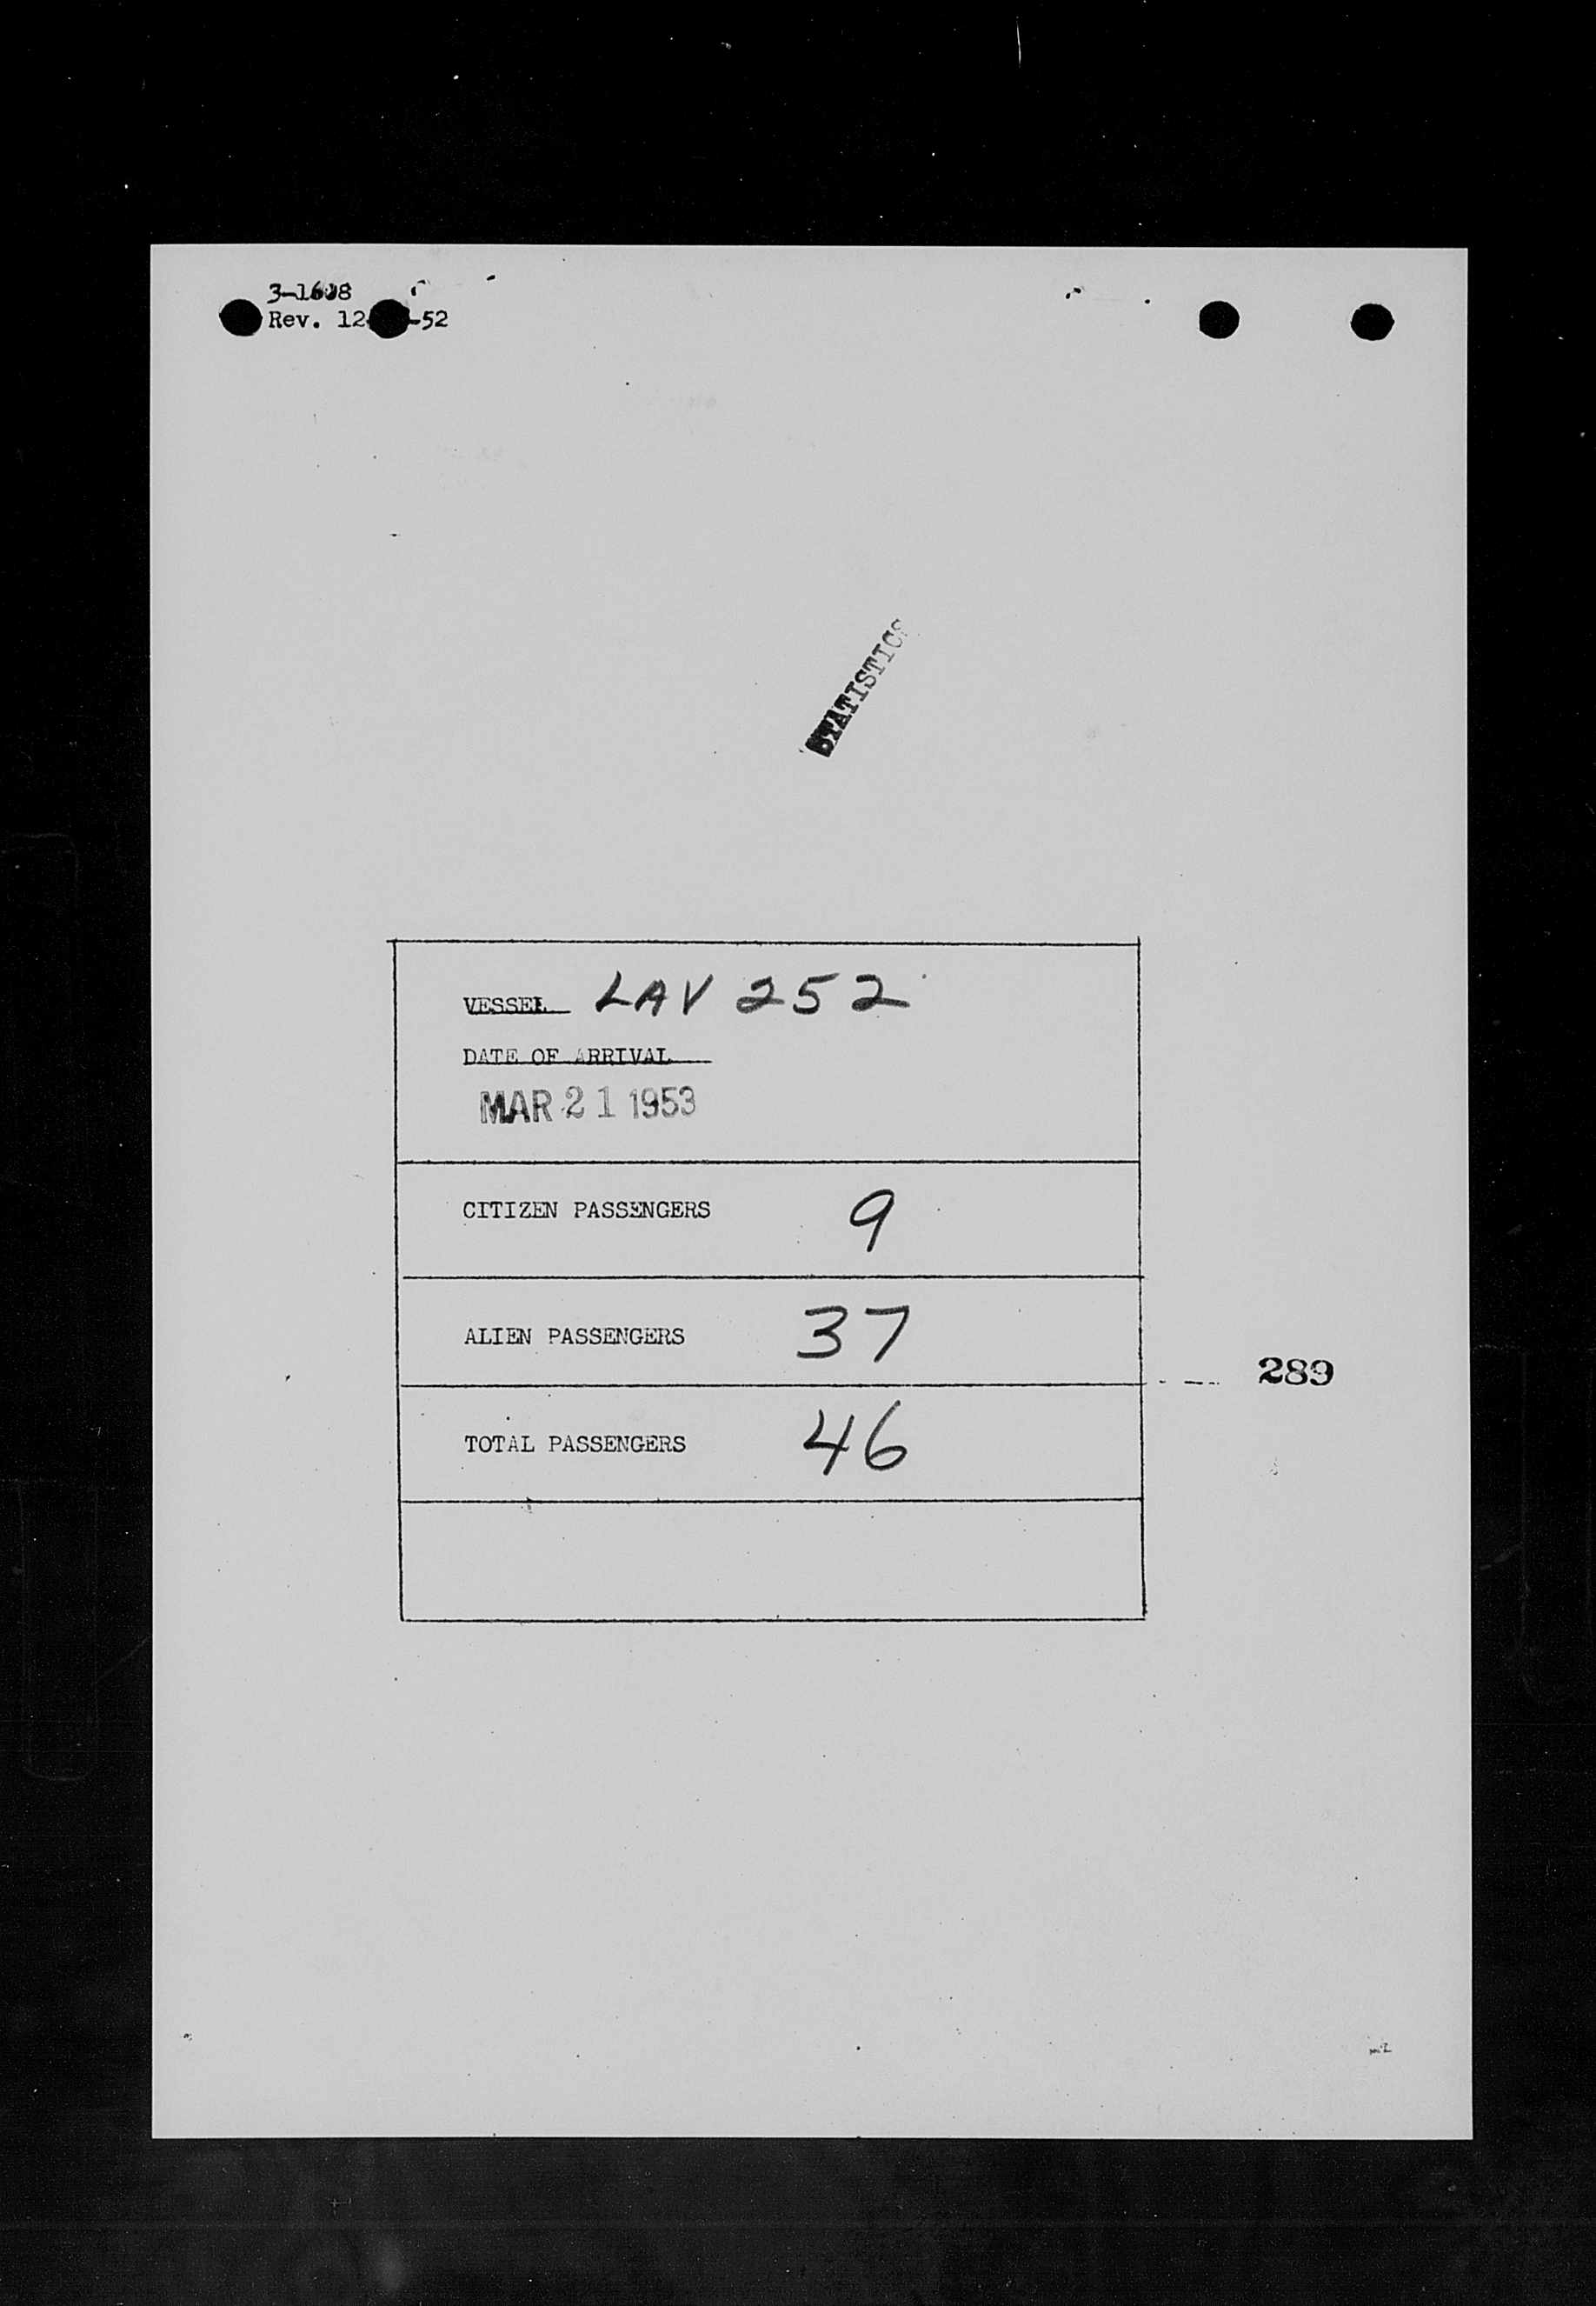 3-1608
Rev. 12 -52
STATISTICS
VESSEL LAV 252
DATE OF ARRIVAL
MAR 21 1953
CITIZEN PASSENGERS 9
ALIEN PASSENGERS 37
289
TOTAL PASSENGERS 46